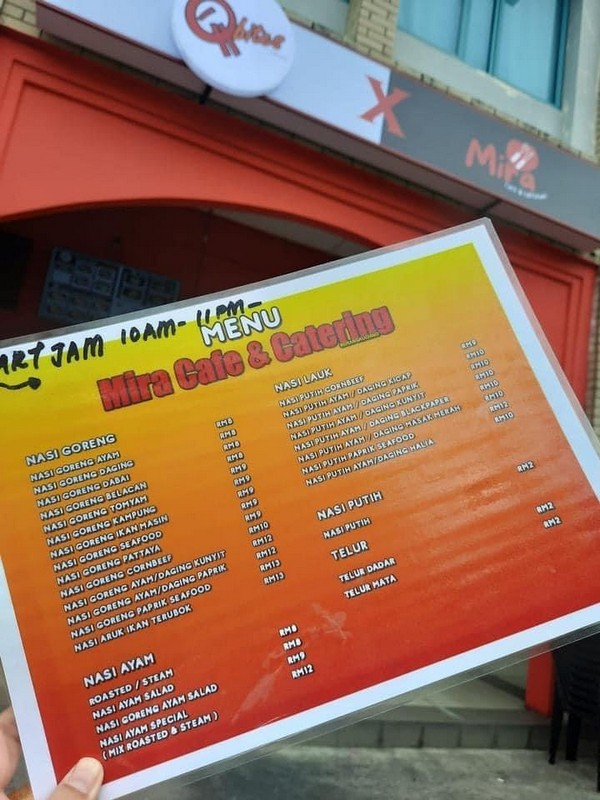 Mira
X
MENU
Mira Cafe & Catering
JAM 10AM - 11PM -
NASI GORENG
NASI GORENG AYAM RM8
NASI GORENG DAGING RM8
NASI GORENG DABAI RM8
NASI GORENG BELACAN RM8
NASI GORENG TOMYAM RM9
NASI GORENG KAMPUNG RM9
NASI GORENG IKAN MASIN RM9
NASI GORENG SEAFOOD RM9
NASI GORENG PATTAYA RM9
NASI GORENG CORNBEEF RM10
NASI GORENG AYAM/DAGING KUNYIT RM12
NASI GORENG AYAM/DAGING PAPRIK RM12
NASI GORENG PAPRIK SEAFOOD RM13
NASI ARUK IKAN TERUBOK RM13
NASI AYAM
ROASTED / STEAM RM8
NASI AYAM SALAD RM8
NASI GORENG AYAM SALAD RM9
NASI AYAM SPECIAL RM12
( MIX ROASTED & STEAM )
NASI LAUK
NASI PUTIH CORNBEEF RM9
NASI PUTIH AYAM / DAGING KICAP RM10
NASI PUTIH AYAM / DAGING PAPRIK RM10
NASI PUTIH AYAM / DAGING KUNYIT RM10
NASI PUTIH AYAM / DAGING BLACKPAPER RM10
NASI PUTIH AYAM / DAGING MASAK MERAH RM10
NASI PUTIH PAPRIK SEAFOOD RM12
NASI PUTIH AYAM/DAGING HALIA RM10
NASI PUTIH
NASI PUTIH RM2
TELUR
TELUR DADAR RM2
TELUR MATA RM2